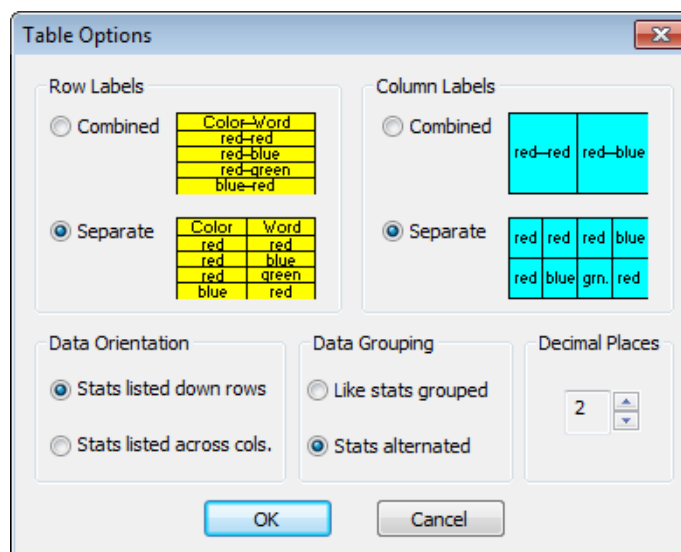 Table Options
Row Labels
Combined
Color–Word
red–red
red–blue
red–green
blue–red
Separate
Color Word
red red
red blue
red green
blue red
Column Labels
Combined
red–red red–blue
Separate
red red red blue
red blue grn. red
Data Orientation
Stats listed down rows
Stats listed across cols.
Data Grouping
Like stats grouped
Stats alternated
Decimal Places
2
OK
Cancel